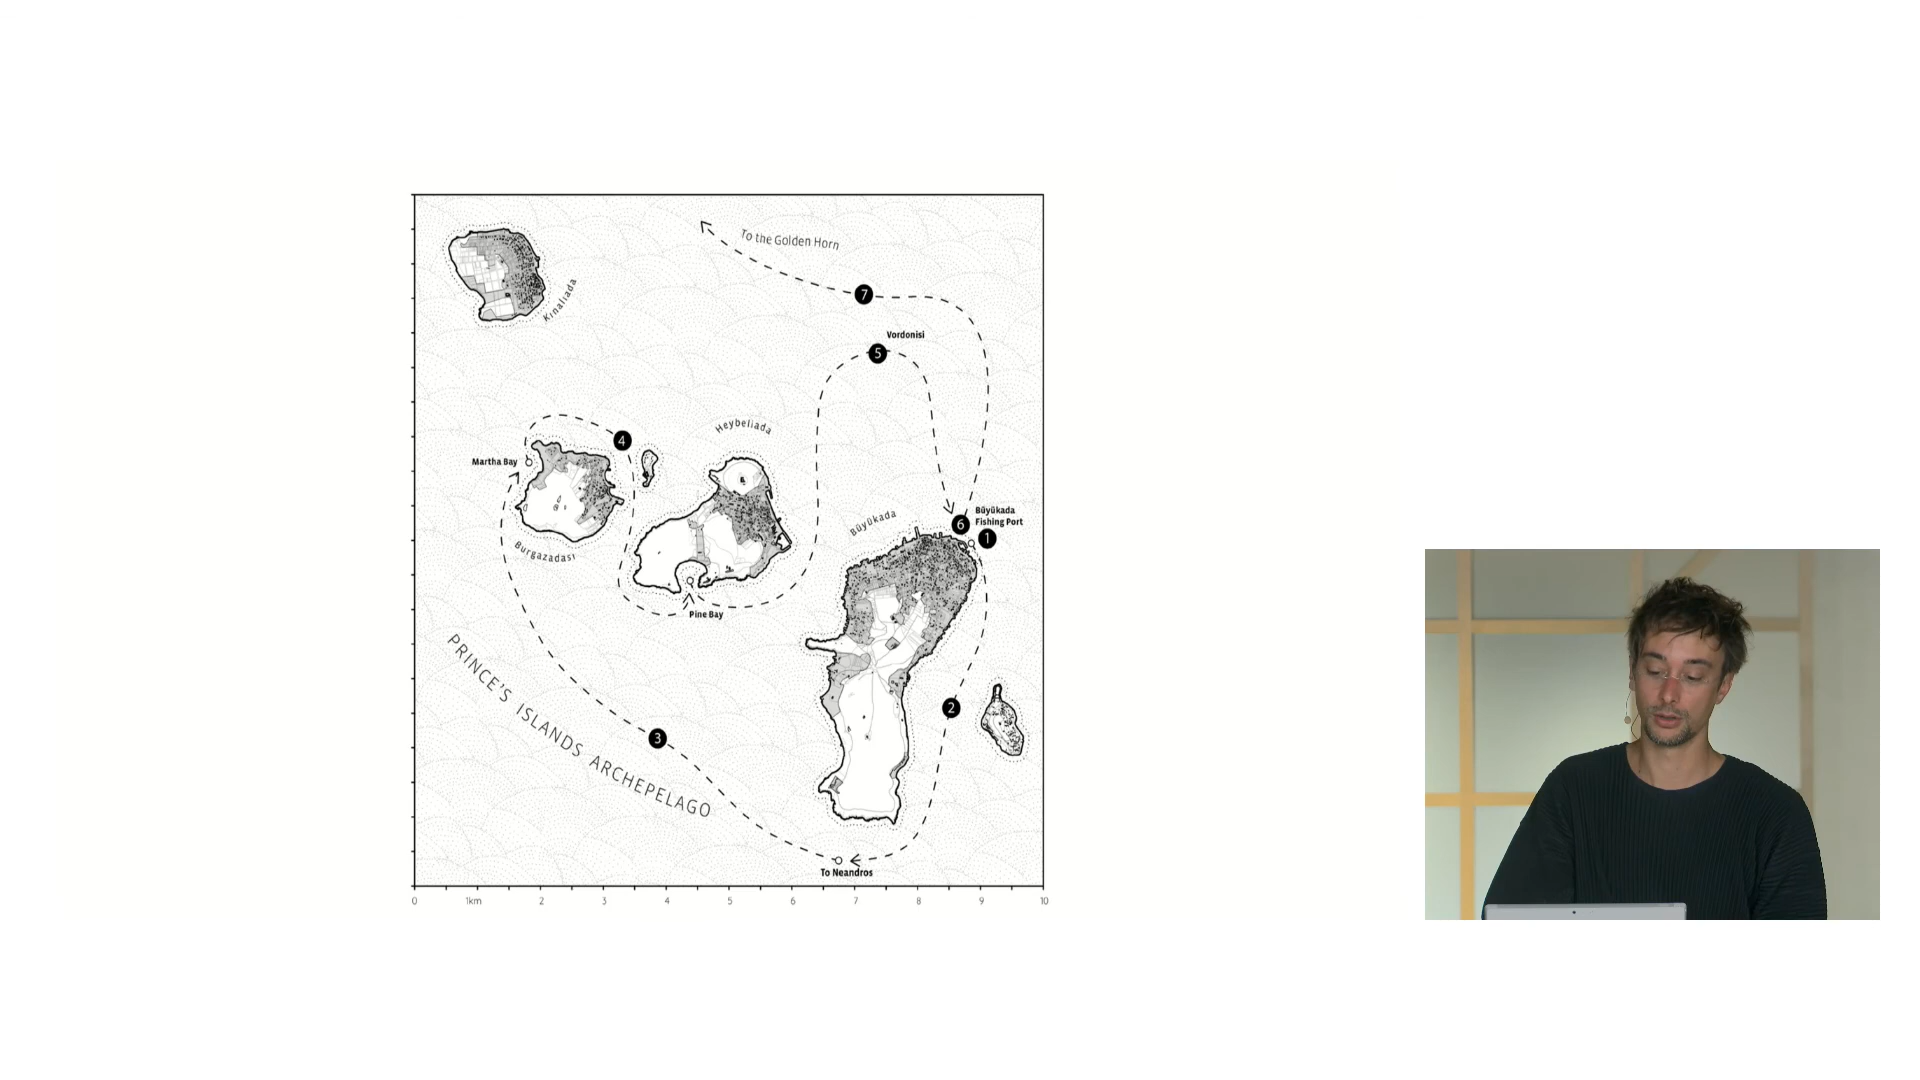 To the Golden Horn
7
Kınalıada
Vordonisi
5
Heybeliada
4
Martha Bay
Büyükada
Büyükada
Fishing Port
6
1
Burgazadası
Pine Bay
PRINCE'S ISLANDS ARCHEPELAGO
2
3
To Neandros
0 1km 2 3 4 5 6 7 8 9 10